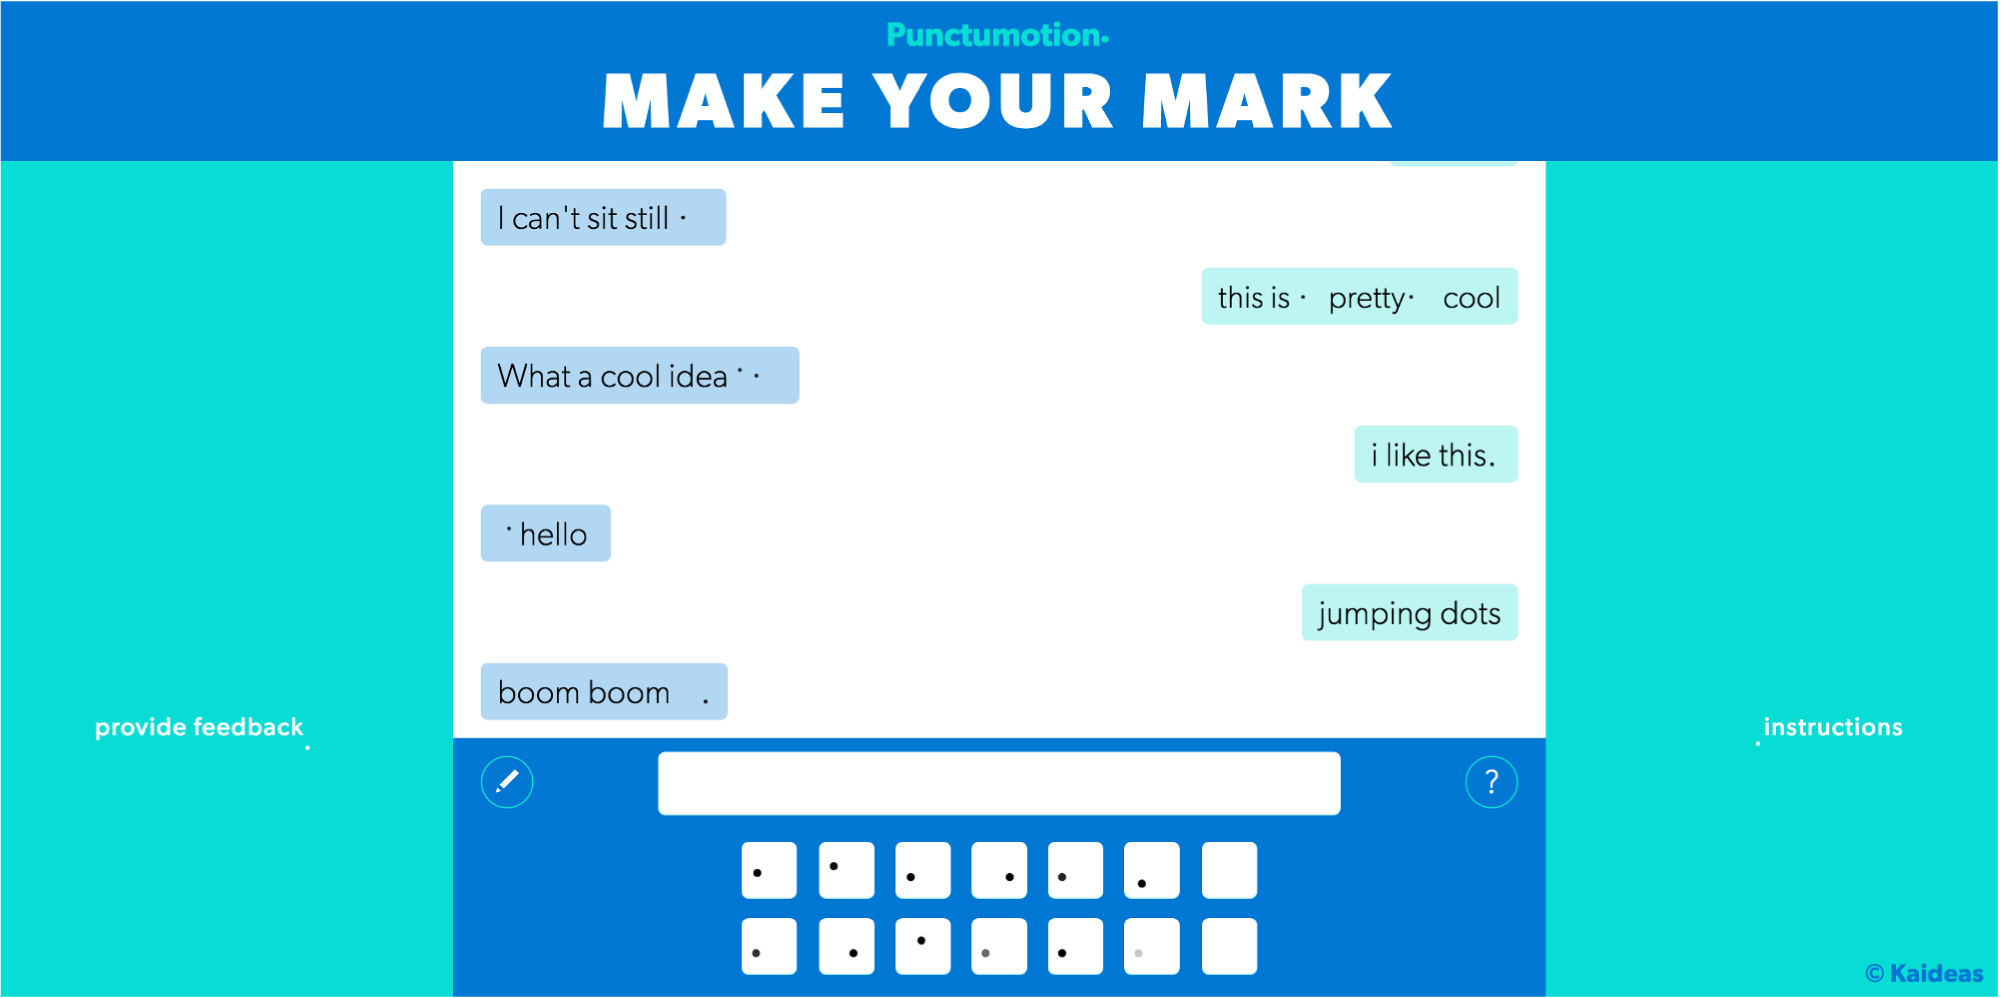 Punctumotion.
MAKE YOUR MARK
I can't sit still ·
this is · pretty· cool
What a cool idea · ·
i like this.
· hello
jumping dots
boom boom .
provide feedback.
.instructions
?
© Kaideas